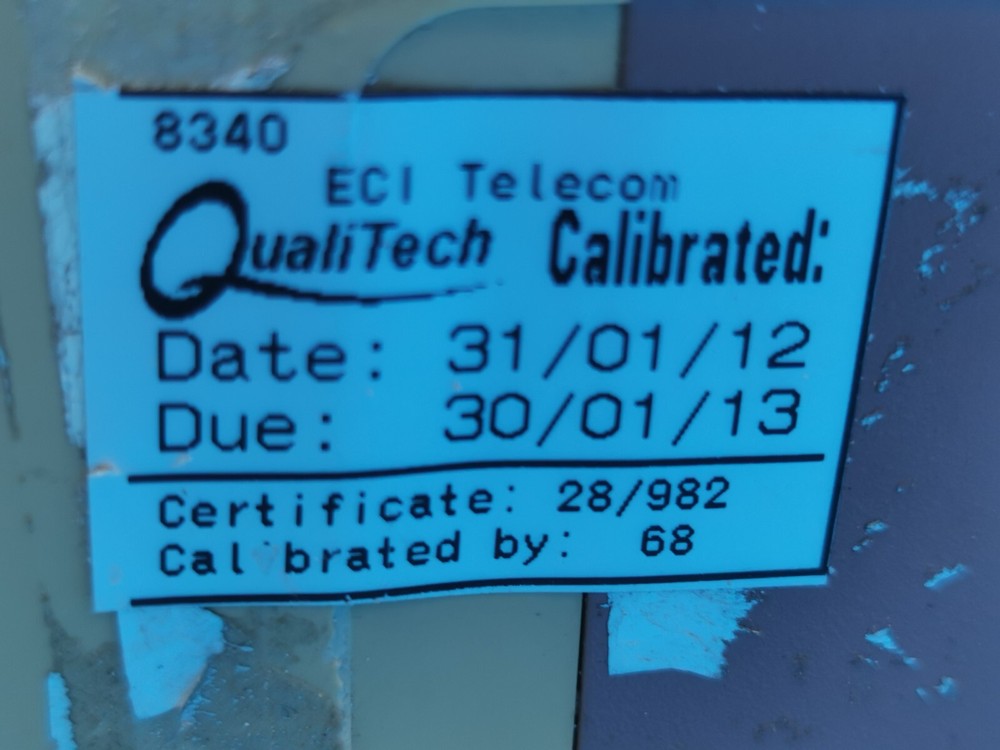 8340
ECI Telecom
QualiTech Calibrated:
Date: 31/01/12
Due: 30/01/13
Certificate: 28/982
Calibrated by: 68